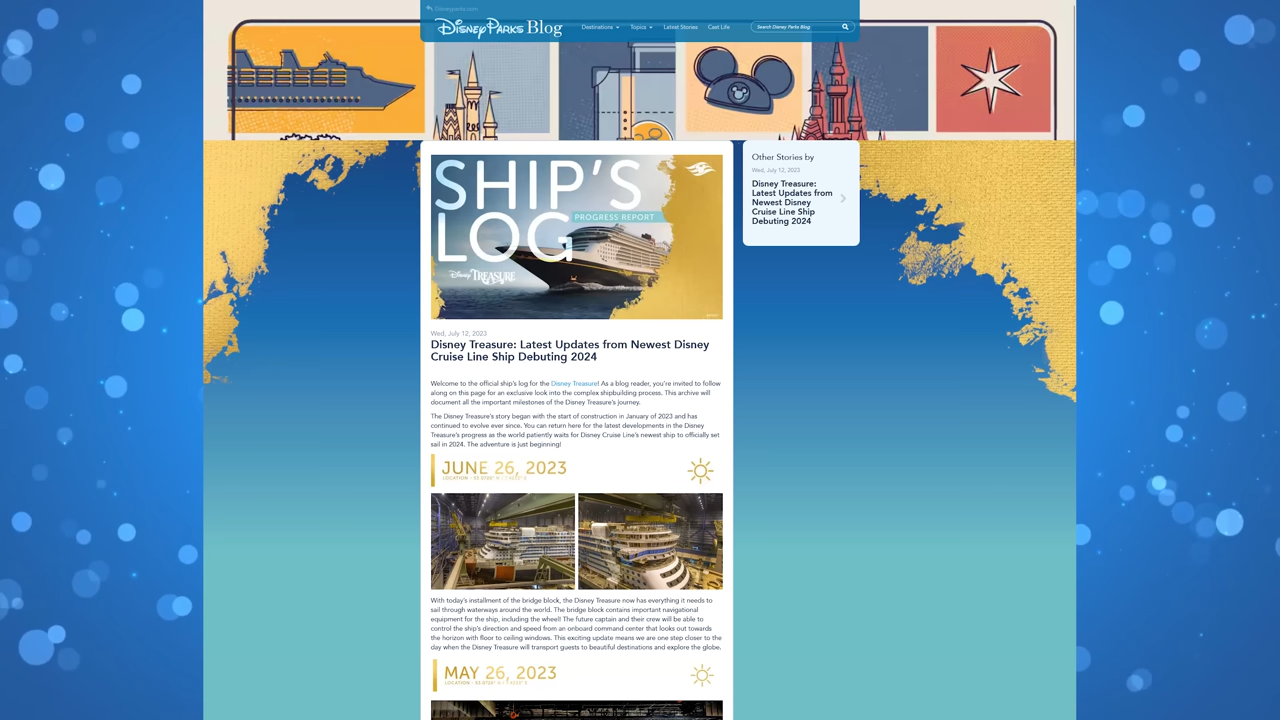 Disneyparks.com
Disney Parks Blog
Destinations Topics Latest Stories Cast Life
Search Disney Parks Blog
SHIP'S
LOG
PROGRESS REPORT
Disney TREASURE
Other Stories by
Wed, July 12, 2023
Disney Treasure:
Latest Updates from
Newest Disney
Cruise Line Ship
Debuting 2024
Wed, July 12, 2023
Disney Treasure: Latest Updates from Newest Disney
Cruise Line Ship Debuting 2024
Welcome to the official ship's log for the Disney Treasure! As a blog reader, you're invited to follow
along on this page for an exclusive look into the complex shipbuilding process. This archive will
document all the important milestones of the Disney Treasure's journey.
The Disney Treasure's story began with the start of construction in January of 2023 and has
continued to evolve ever since. You can return here for the latest developments in the Disney
Treasure's progress as the world patiently waits for Disney Cruise Line's newest ship to officially set
sail in 2024. The adventure is just beginning!
JUNE 26, 2023
With today's installment of the bridge block, the Disney Treasure now has everything it needs to
sail through waterways around the world. The bridge block contains important navigational
equipment for the ship, including the wheel! The future captain and their crew will be able to
control the ship's direction and speed from an onboard command center that looks out towards
the horizon with floor to ceiling windows. This exciting update means we are one step closer to the
day when the Disney Treasure will transport guests to beautiful destinations and explore the globe.
MAY 26, 2023